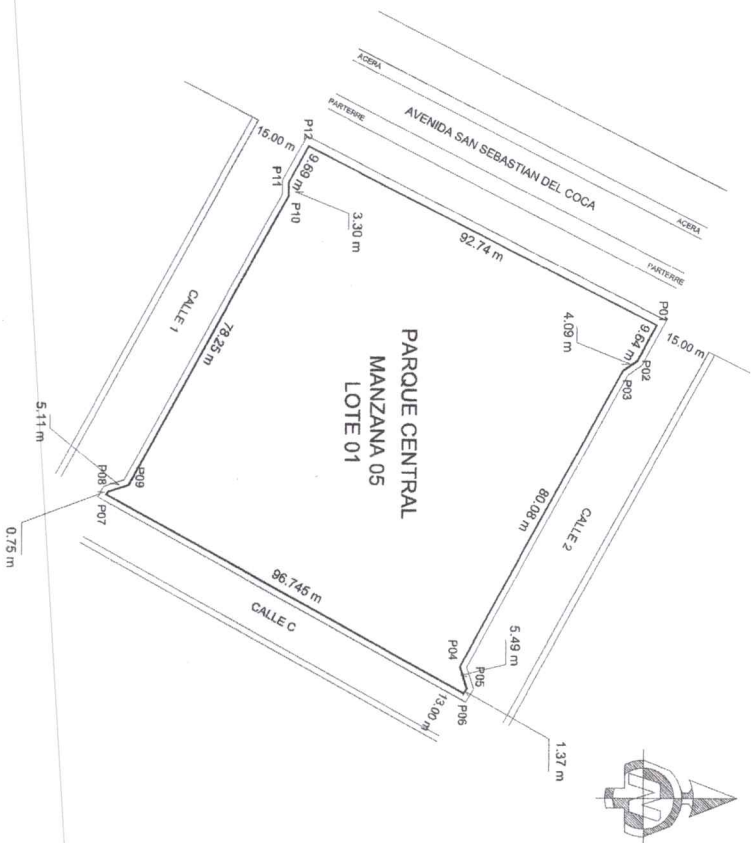 ACERA
PARTERRE
AVENIDA SAN SEBASTIAN DEL COCA
ACERA
PARTERRE
15.00 m
P12
P11
9.69 m
P10
3.30 m
92.74 m
P01
15.00 m
9.64 m
P02
P03
4.09 m
CALLE 1
78.25 m
PARQUE CENTRAL
MANZANA 05
LOTE 01
80.08 m
CALLE 2
5.11 m
P08
P09
P07
0.75 m
96.745 m
CALLE C
P04
5.49 m
P05
P06
13.00 m
1.37 m
N